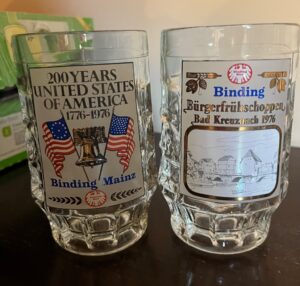 200 YEARS
UNITED STATES
OF AMERICA
1776-1976
Binding Mainz
Binding
Bürgerfrühschoppen
Bad Kreuznach 1976